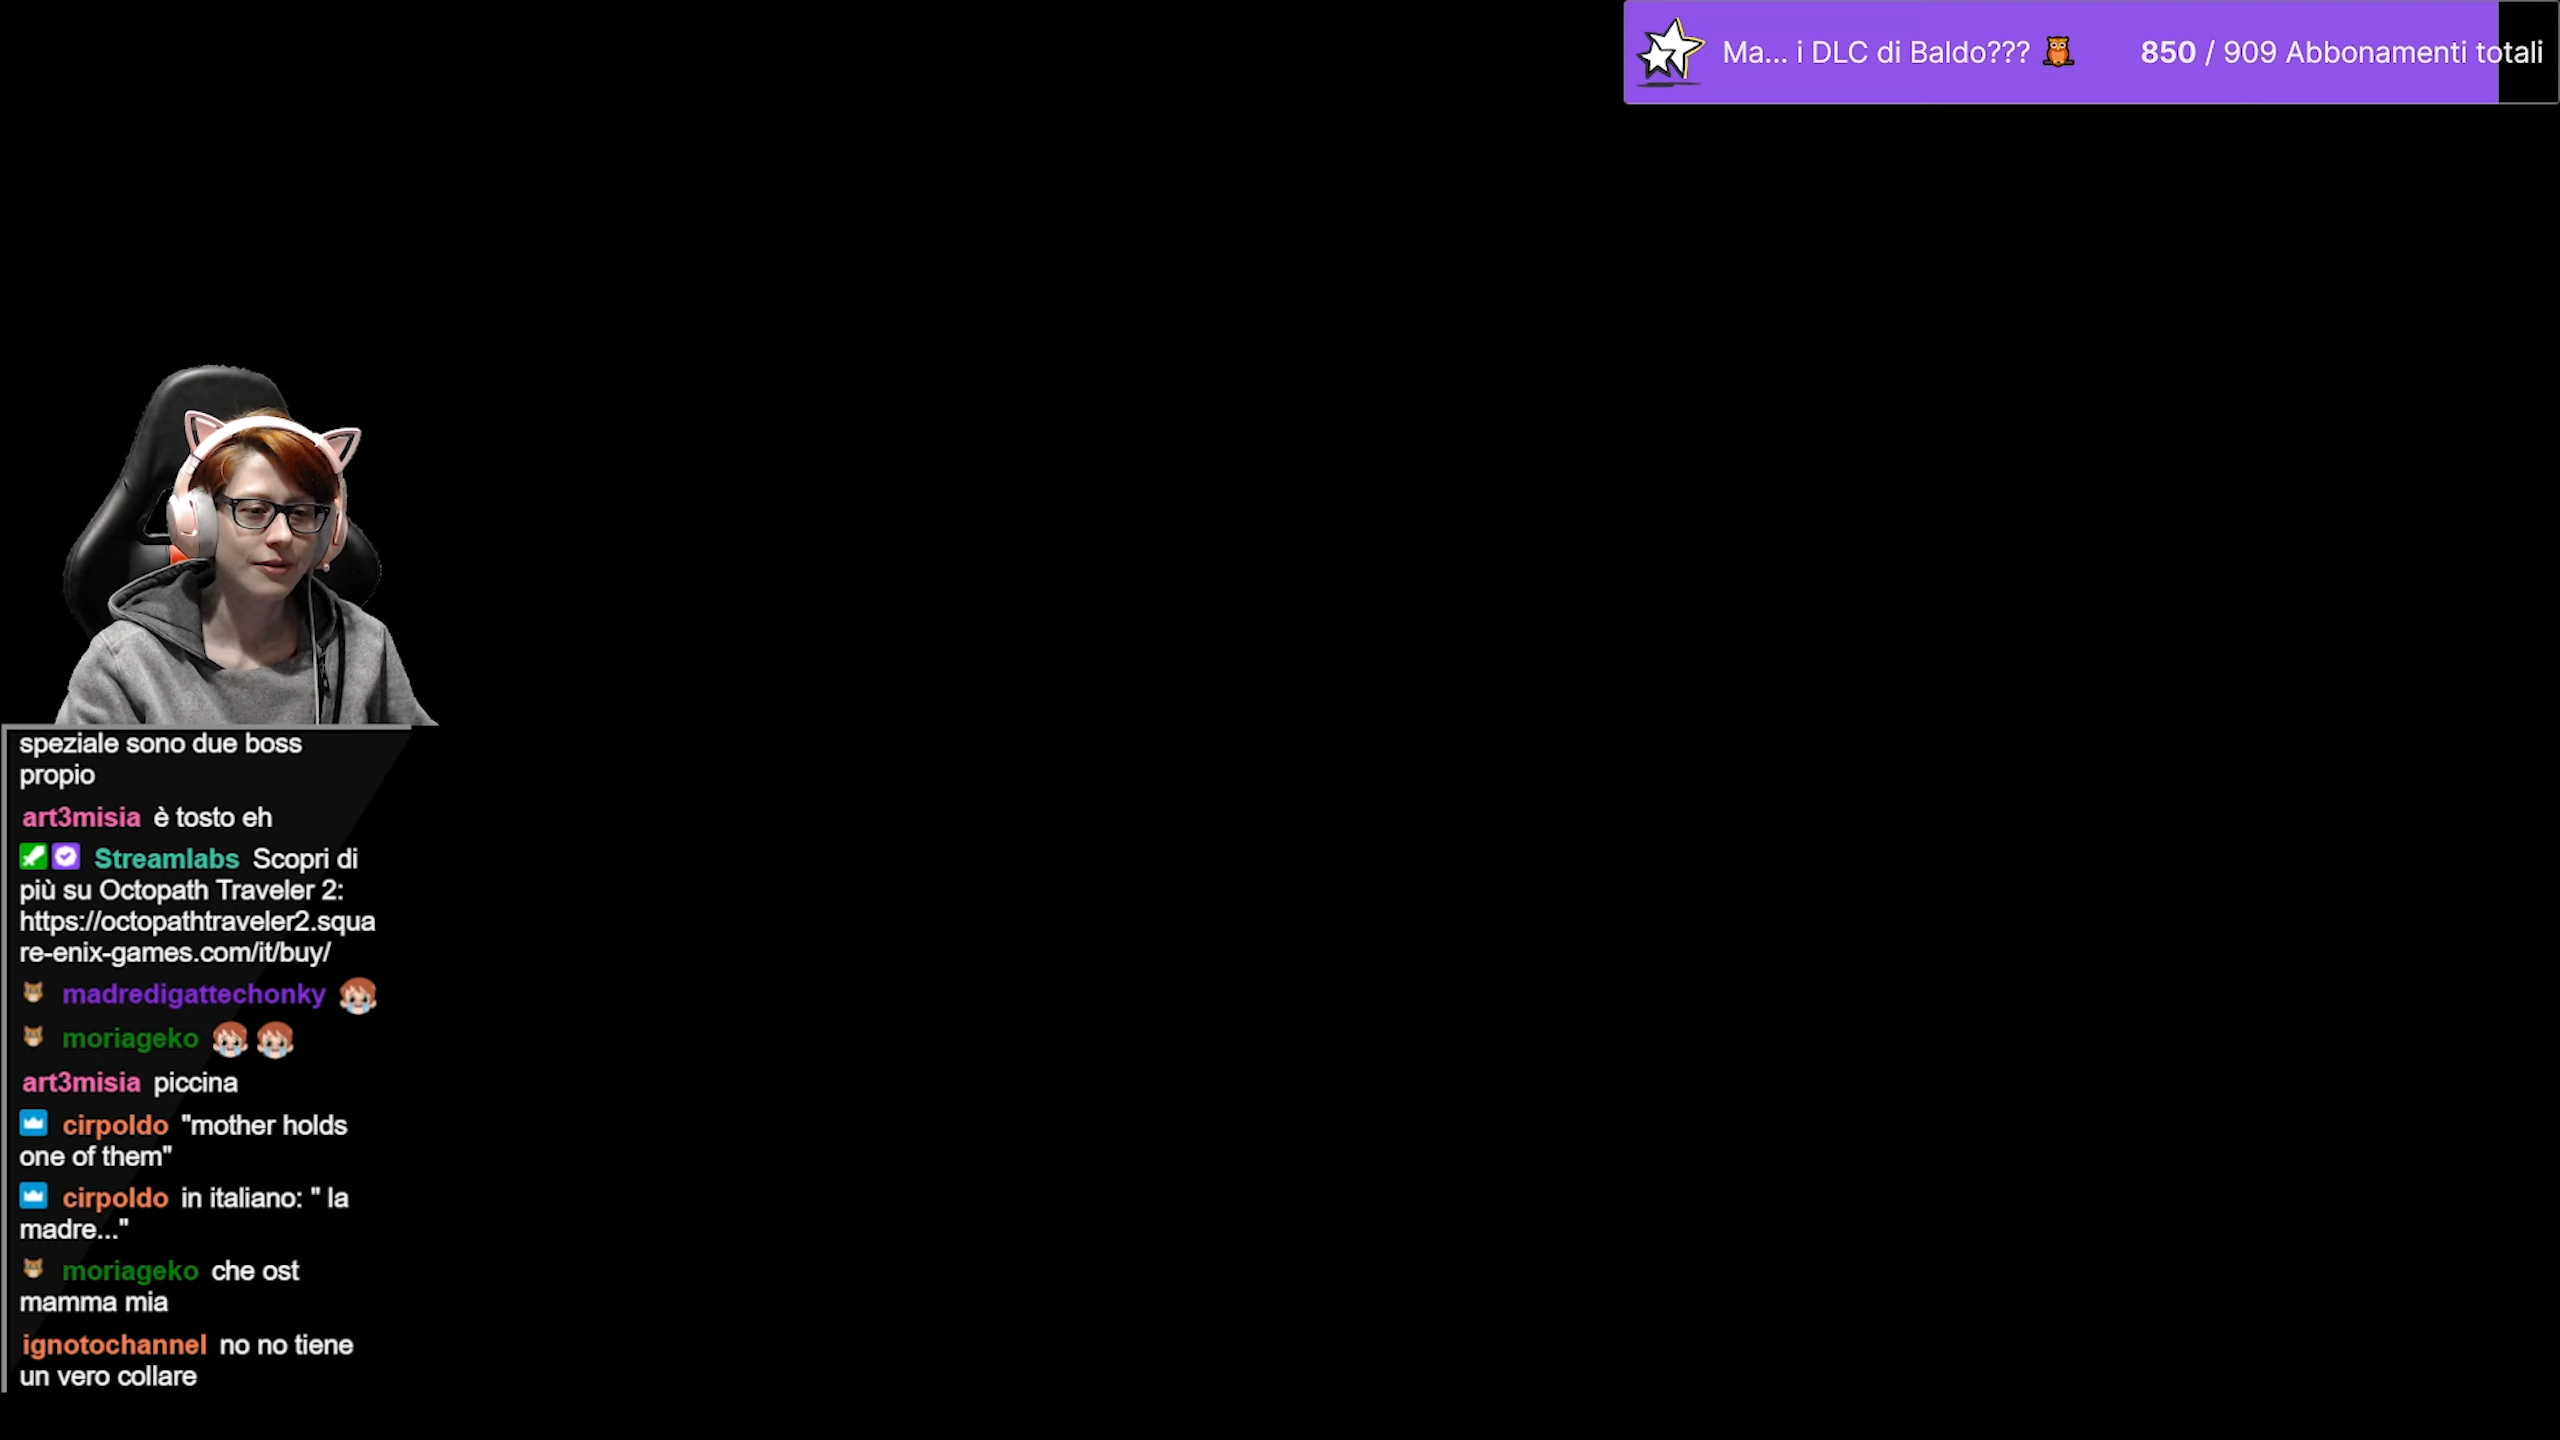 Ma... i DLC di Baldo??? 850 / 909 Abbonamenti totali
speziale sono due boss
propio
art3misia è tosto eh
Streamlabs Scopri di
più su Octopath Traveler 2:
https://octopathtraveler2.squa
re-enix-games.com/it/buy/
madredigattechonky
moriageko
art3misia piccina
cirpoldo "mother holds
one of them"
cirpoldo in italiano: " la
madre..."
moriageko che ost
mamma mia
ignotochannel no no tiene
un vero collare